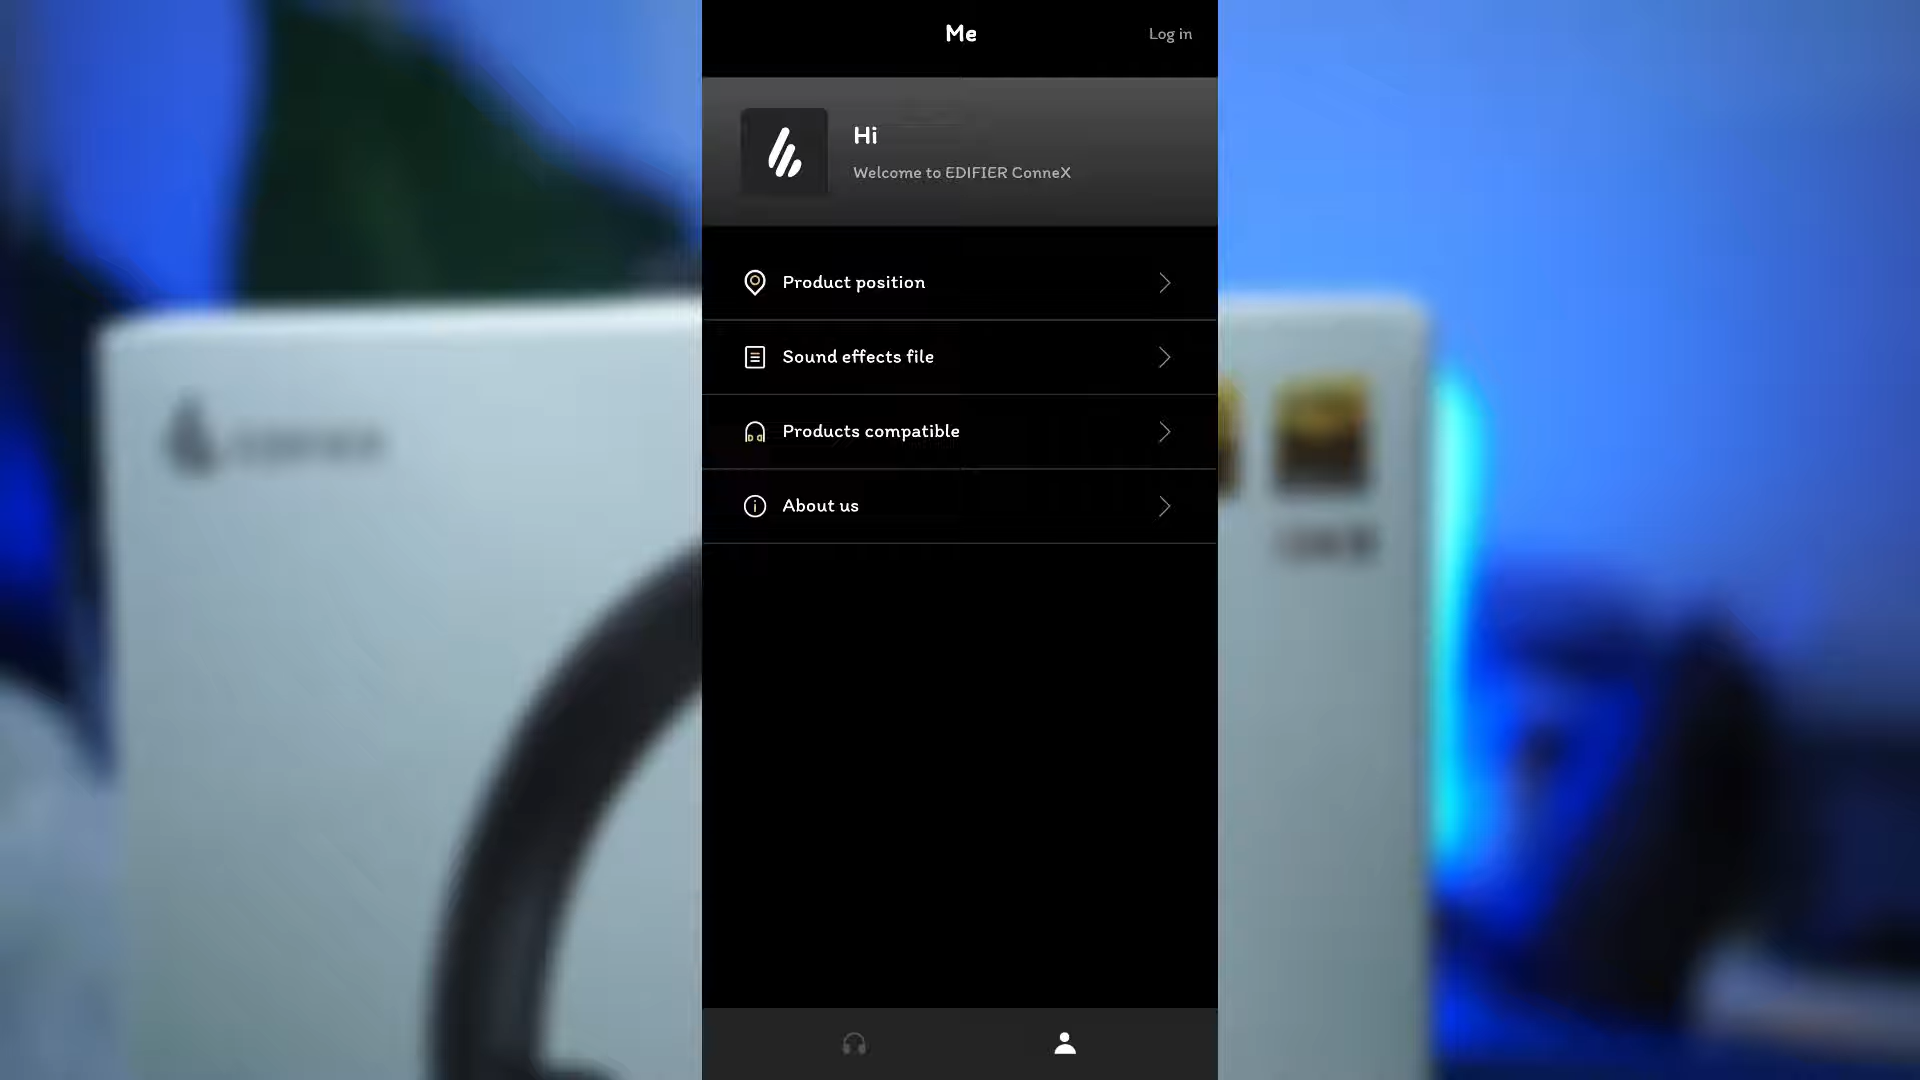 Me
Log in
Hi
Welcome to EDIFIER ConneX
Product position
Sound effects file
Products compatible
About us